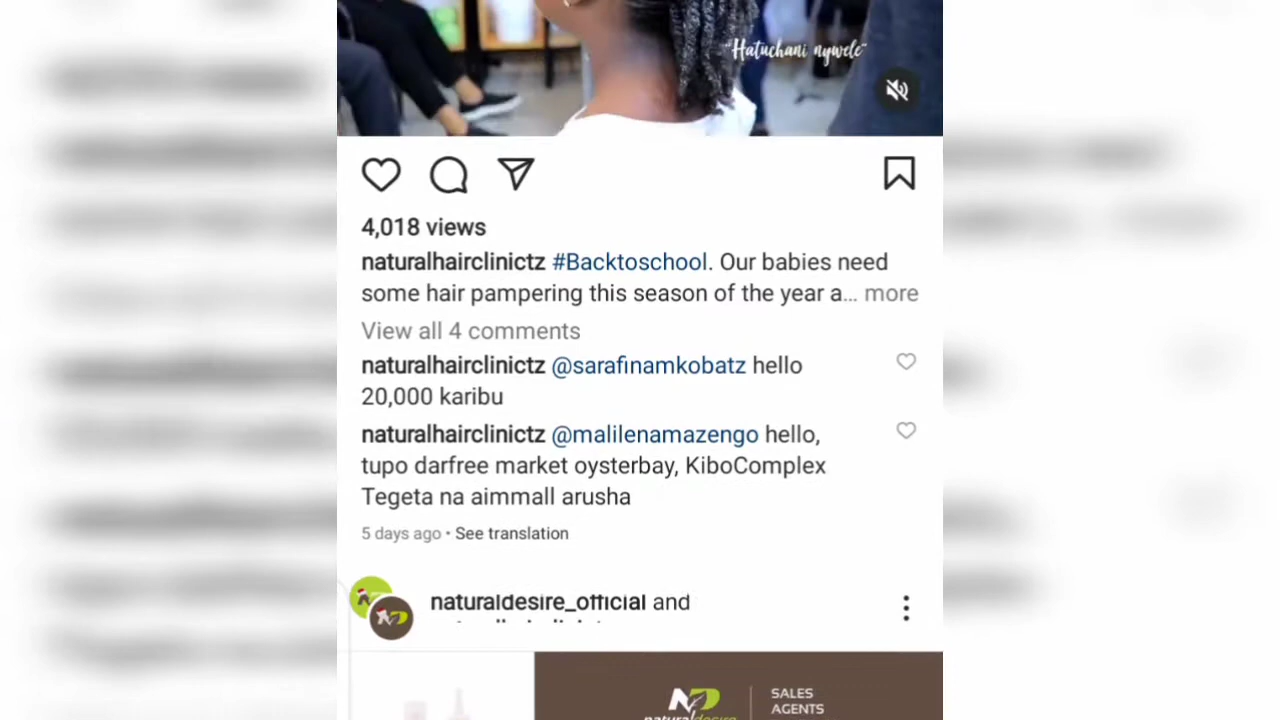 "Hatuchani nywele"
4,018 views
naturalhairclinictz #Backtoschool. Our babies need
some hair pampering this season of the year a... more
View all 4 comments
naturalhairclinictz @sarafinamkobatz hello
20,000 karibu
naturalhairclinictz @malilenamazengo hello,
tupo darfree market oysterbay, KiboComplex
Tegeta na aimmall arusha
5 days ago • See translation
naturaldesire_official and
ND
naturaldesire
SALES
AGENTS